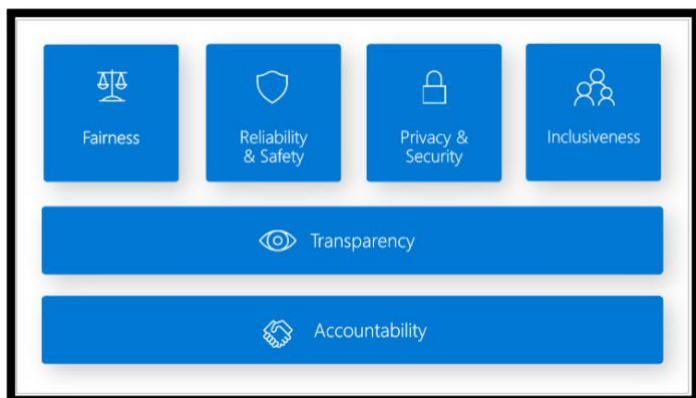 Fairness
Reliability
& Safety
Privacy &
Security
Inclusiveness
Transparency
Accountability